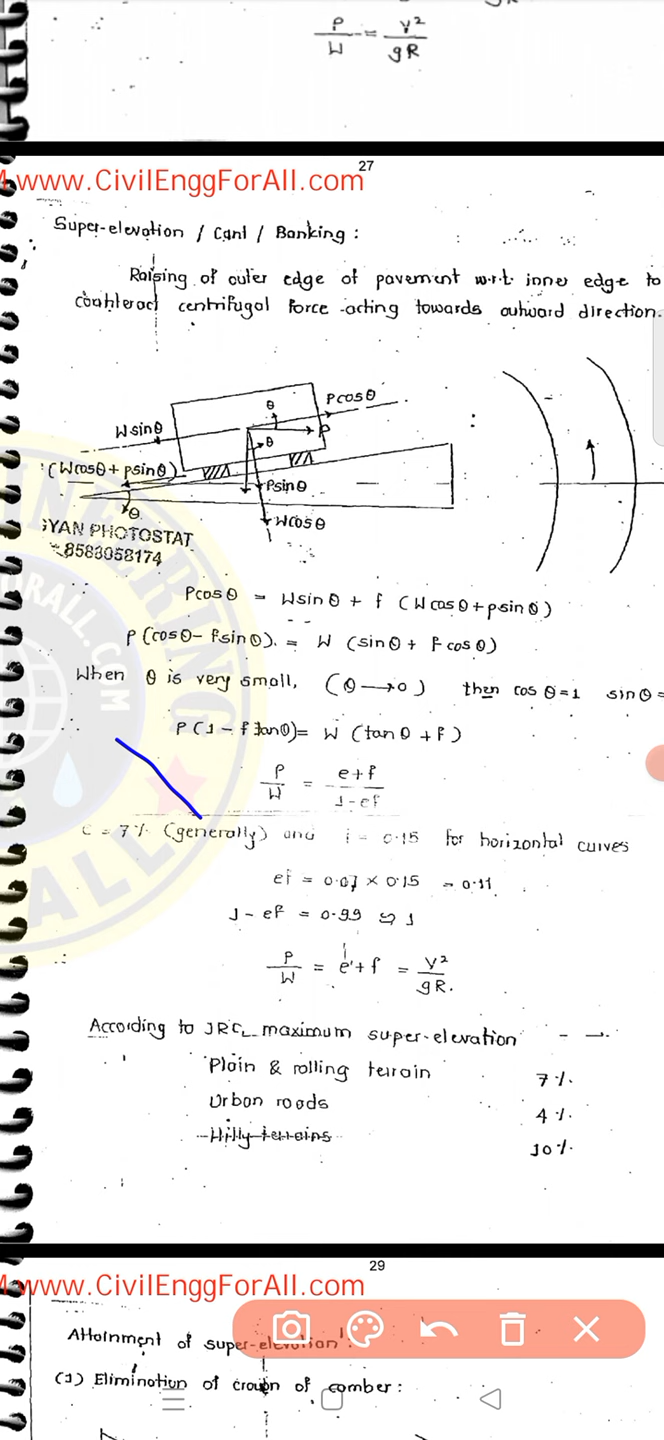 P/W = V²/gR
27
www.CivilEnggForAll.com
Super-elevation / Cant / Banking :
Raising of outer edge of pavement w.r.t. inner edge to
counteract centrifugal force acting towards outward direction.
Pcosθ
θ
Wsinθ
P
θ
(Wcosθ + psinθ)
Psinθ
θ
Wcosθ
GYAN PHOTOSTAT
8583058174
Pcosθ = Wsinθ + f (Wcosθ + psinθ)
P(cosθ - fsinθ). = W (sinθ + fcosθ)
When θ is very small, (θ → 0) then cosθ = 1 sinθ =
∴ P(1 - f tanθ) = W (tanθ + f)
P/W = e+f/1-ef
e = 7% (generally) and f = 0.15 for horizontal curves
ef = 0.07 × 0.15 = 0.11
1 - ef = 0.99 ≈ 1
∴ P/W = e + f = V²/gR.
According to IRC, maximum super-elevation
Plain & rolling terrain 7%.
Urban roads 4%.
Hilly terrains 10%.
29
www.CivilEnggForAll.com
Attainment of super-elevation :
(1) Elimination of crown of camber :